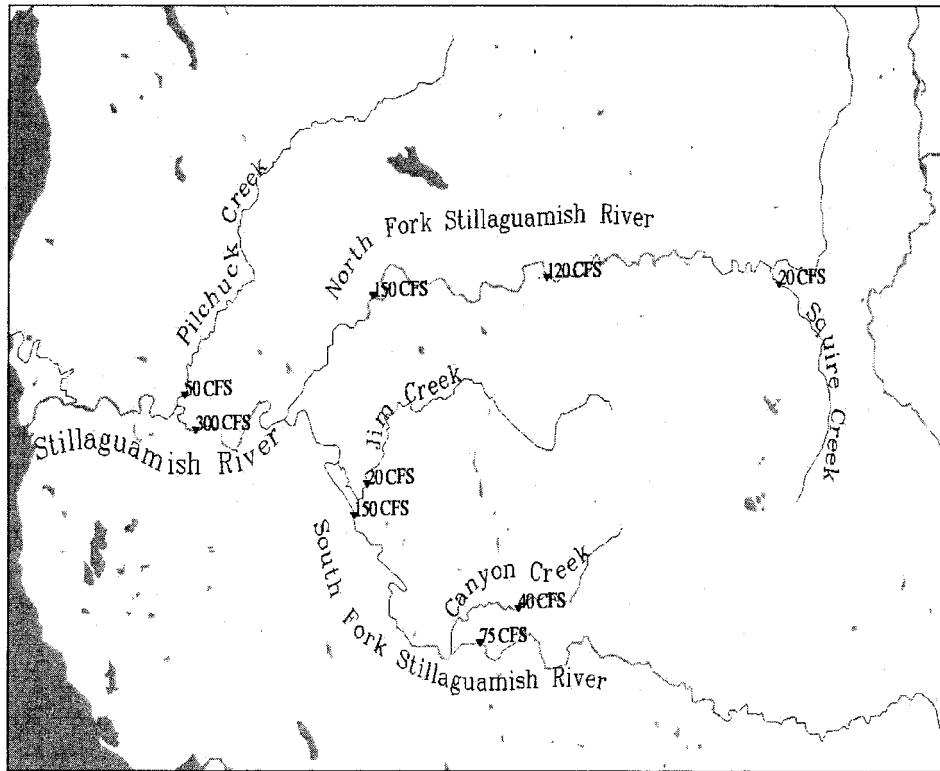 Pilchuck Creek
North Fork Stillaguamish River
150 CFS
120 CFS
20 CFS
Squire Creek
50 CFS
300 CFS
Stillaguamish River
Jim Creek
20 CFS
150 CFS
South Fork Stillaguamish River
Canyon Creek
40 CFS
75 CFS